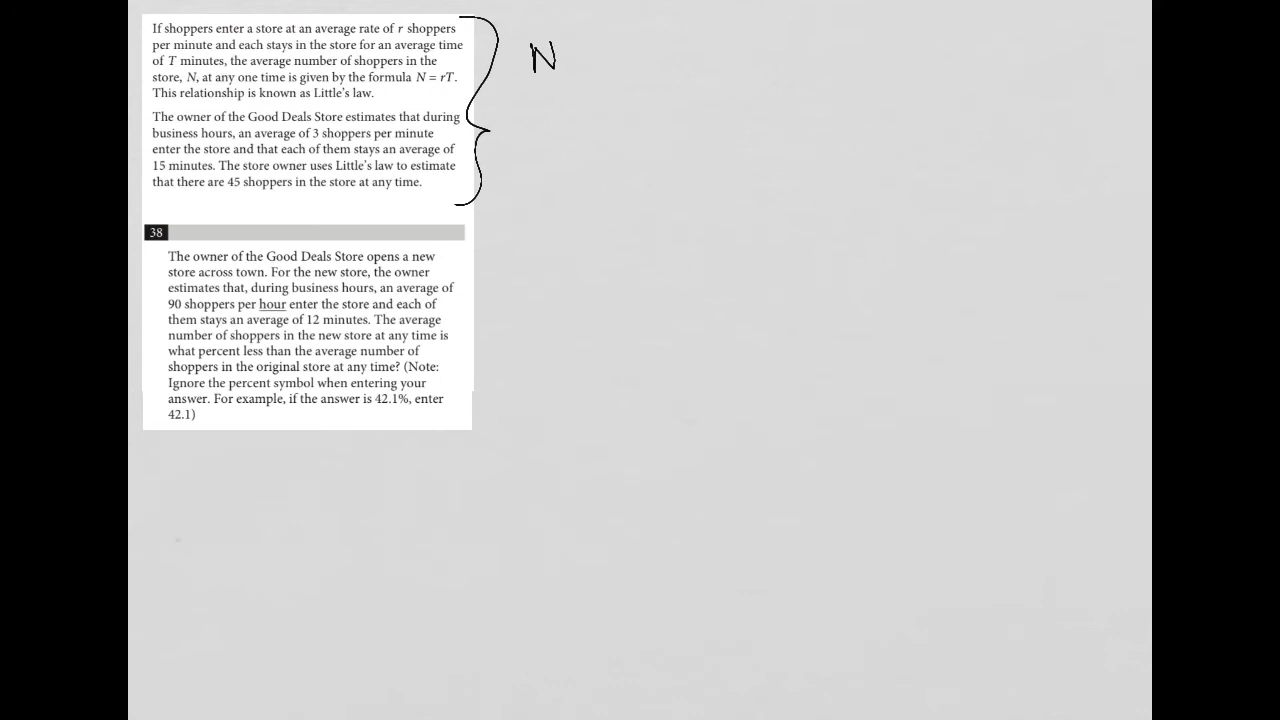 If shoppers enter a store at an average rate of r shoppers
per minute and each stays in the store for an average time
of T minutes, the average number of shoppers in the
store, N, at any one time is given by the formula N = rT.
This relationship is known as Little's law.
The owner of the Good Deals Store estimates that during
business hours, an average of 3 shoppers per minute
enter the store and that each of them stays an average of
15 minutes. The store owner uses Little's law to estimate
that there are 45 shoppers in the store at any time.
N
38
The owner of the Good Deals Store opens a new
store across town. For the new store, the owner
estimates that, during business hours, an average of
90 shoppers per hour enter the store and each of
them stays an average of 12 minutes. The average
number of shoppers in the new store at any time is
what percent less than the average number of
shoppers in the original store at any time? (Note:
Ignore the percent symbol when entering your
answer. For example, if the answer is 42.1%, enter
42.1)